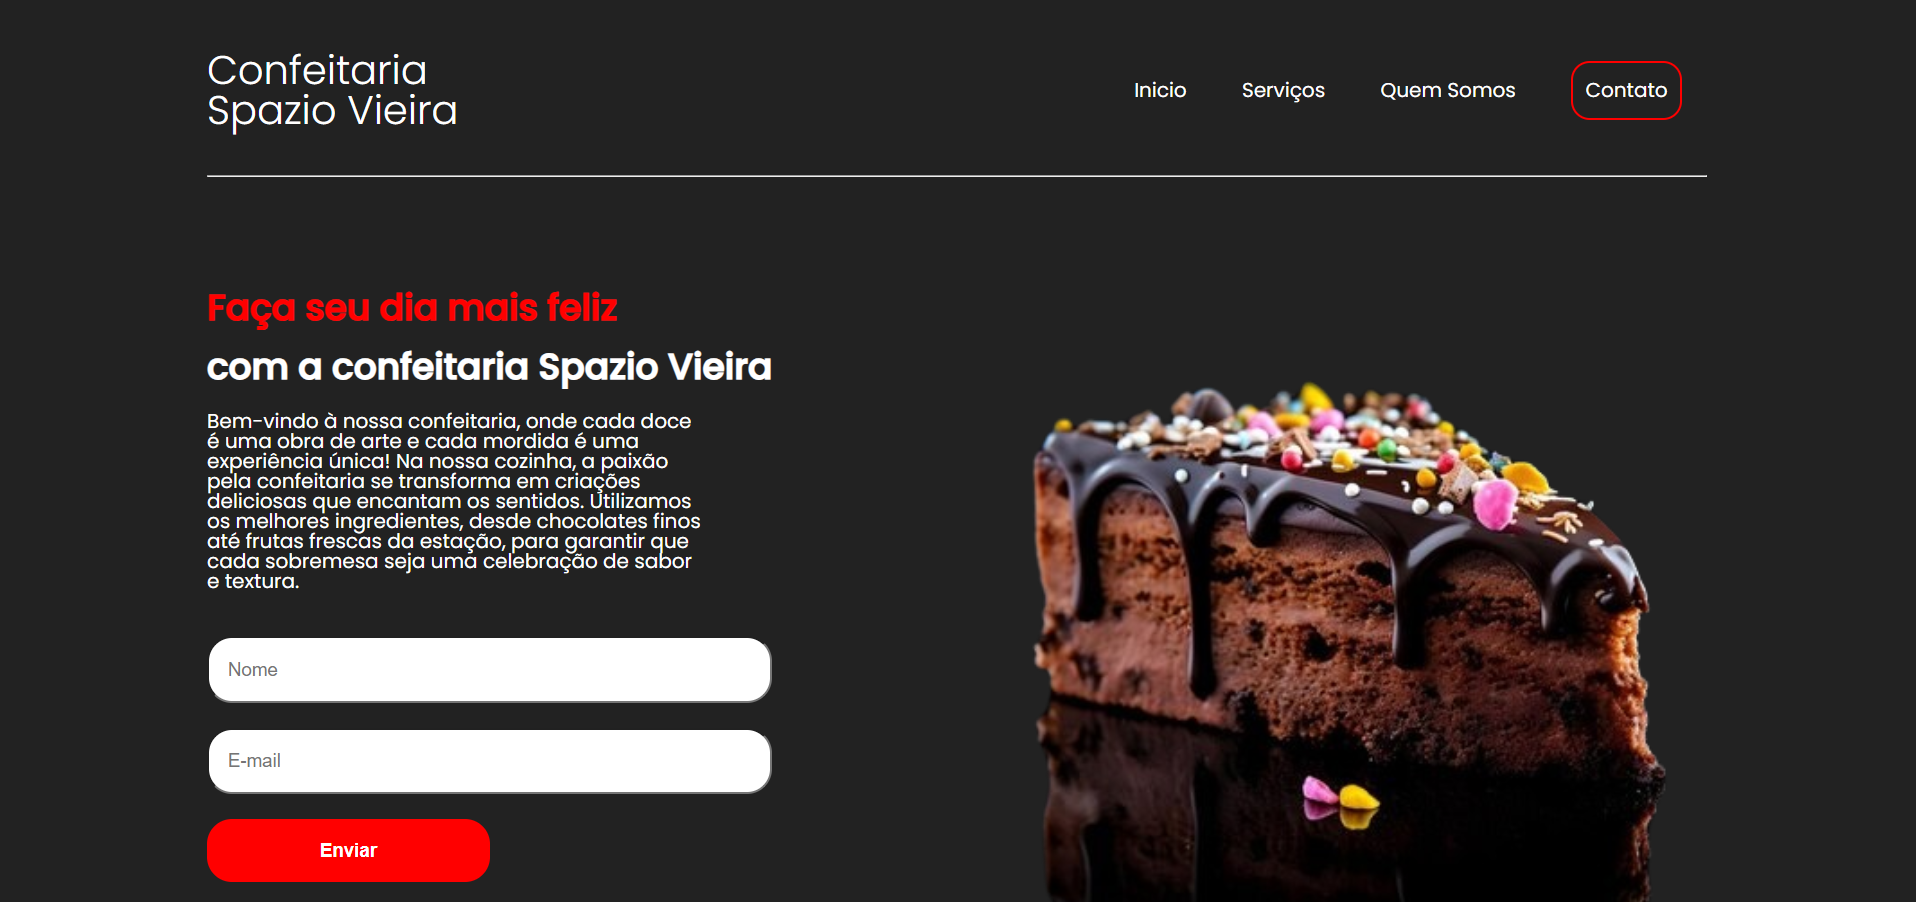 Confeitaria
Spazio Vieira
Inicio
Serviços
Quem Somos
Contato
Faça seu dia mais feliz
com a confeitaria Spazio Vieira
Bem-vindo à nossa confeitaria, onde cada doce
é uma obra de arte e cada mordida é uma
experiência única! Na nossa cozinha, a paixão
pela confeitaria se transforma em criações
deliciosas que encantam os sentidos. Utilizamos
os melhores ingredientes, desde chocolates finos
até frutas frescas da estação, para garantir que
cada sobremesa seja uma celebração de sabor
e textura.
Nome
E-mail
Enviar